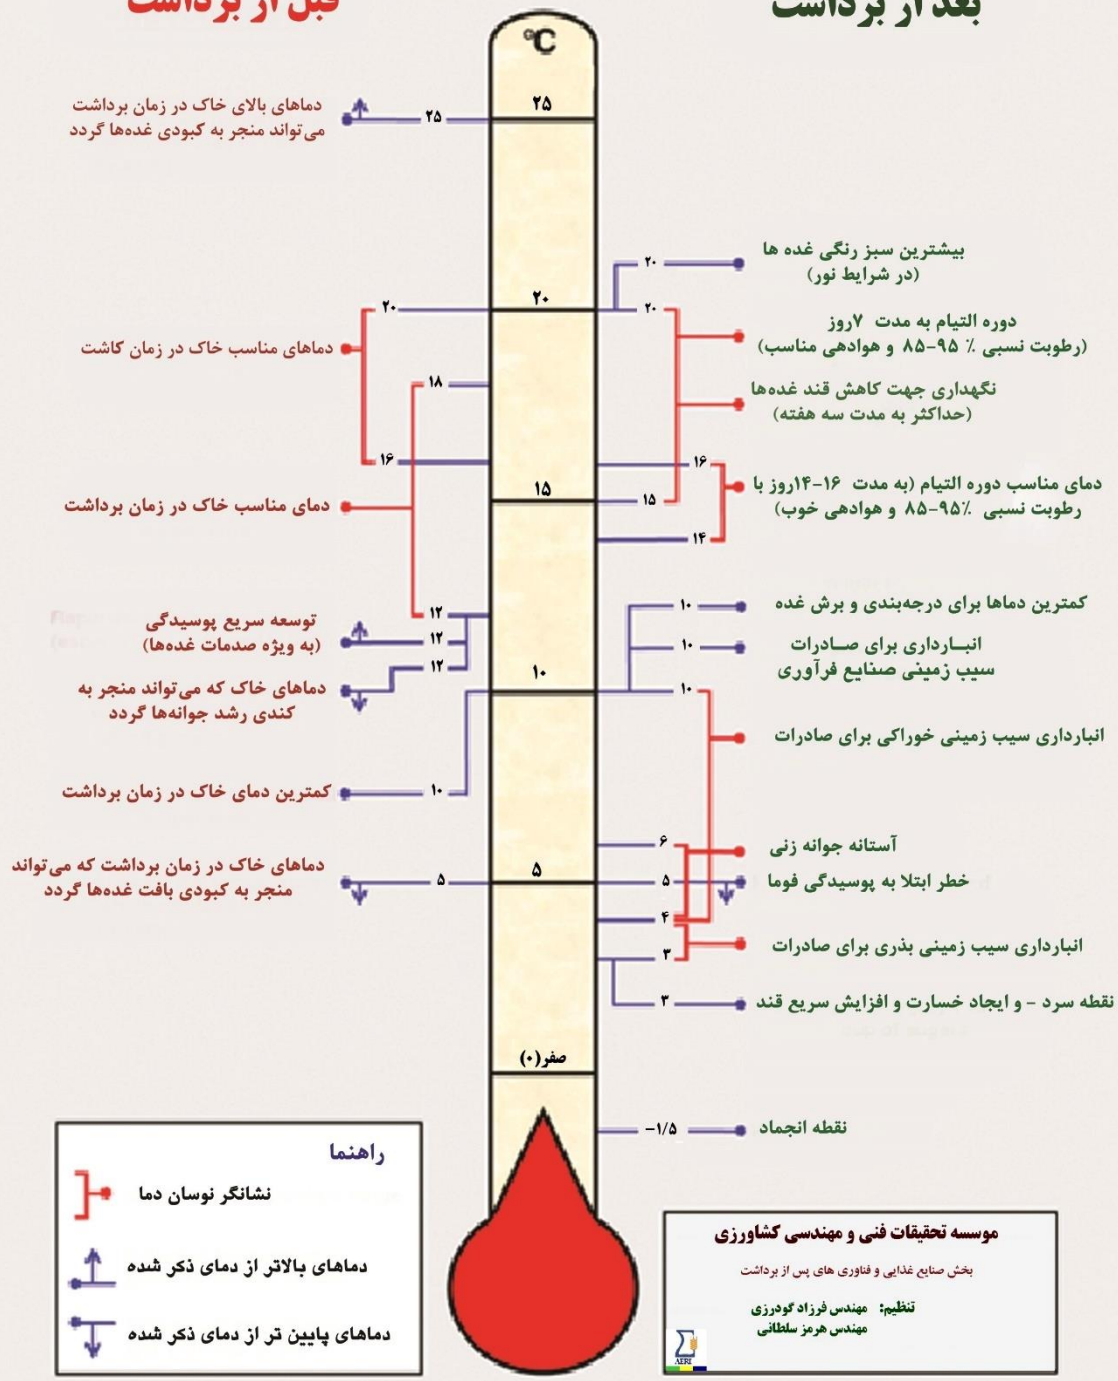 قبل از برداشت
بعد از برداشت
°C
۲۵
۲۰
۱۵
۱۰
۵
صفر(۰)
۲۵
دماهای بالای خاک در زمان برداشت
می‌تواند منجر به کبودی غده‌ها گردد
۲۰
۱۶
دماهای مناسب خاک در زمان کاشت
۱۸
۱۲
دمای مناسب خاک در زمان برداشت
۱۲
توسعه سریع پوسیدگی
(به ویژه صدمات غده‌ها)
۱۲
دماهای خاک که می‌تواند منجر به
کندی رشد جوانه‌ها گردد
۱۰
کمترین دمای خاک در زمان برداشت
۵
دماهای خاک در زمان برداشت که می‌تواند
منجر به کبودی بافت غده‌ها گردد
۲۰
بیشترین سبز رنگی غده ها
(در شرایط نور)
۲۰
۱۵
دوره التیام به مدت ۷روز
(رطوبت نسبی ٪ ۹۵-۸۵ و هوادهی مناسب)
نگهداری جهت کاهش قند غده‌ها
(حداکثر به مدت سه هفته)
۱۶
۱۴
دمای مناسب دوره التیام (به مدت ۱۶-۱۴روز با
رطوبت نسبی ٪۹۵-۸۵ و هوادهی خوب)
۱۰
کمترین دماها برای درجه‌بندی و برش غده
۱۰
انبــارداری برای صــادرات
سیب زمینی صنایع فرآوری
۱۰
انبارداری سیب زمینی خوراکی برای صادرات
۶
آستانه جوانه زنی
۵
خطر ابتلا به پوسیدگی فوما
۴
۳
انبارداری سیب زمینی بذری برای صادرات
۳
نقطه سرد - و ایجاد خسارت و افزایش سریع قند
-۱/۵
نقطه انجماد
راهنما
نشانگر نوسان دما
دماهای بالاتر از دمای ذکر شده
دماهای پایین تر از دمای ذکر شده
موسسه تحقیقات فنی و مهندسی کشاورزی
بخش صنایع غذایی و فناوری های پس از برداشت
تنظیم: مهندس فرزاد گودرزی
مهندس هرمز سلطانی
AERI